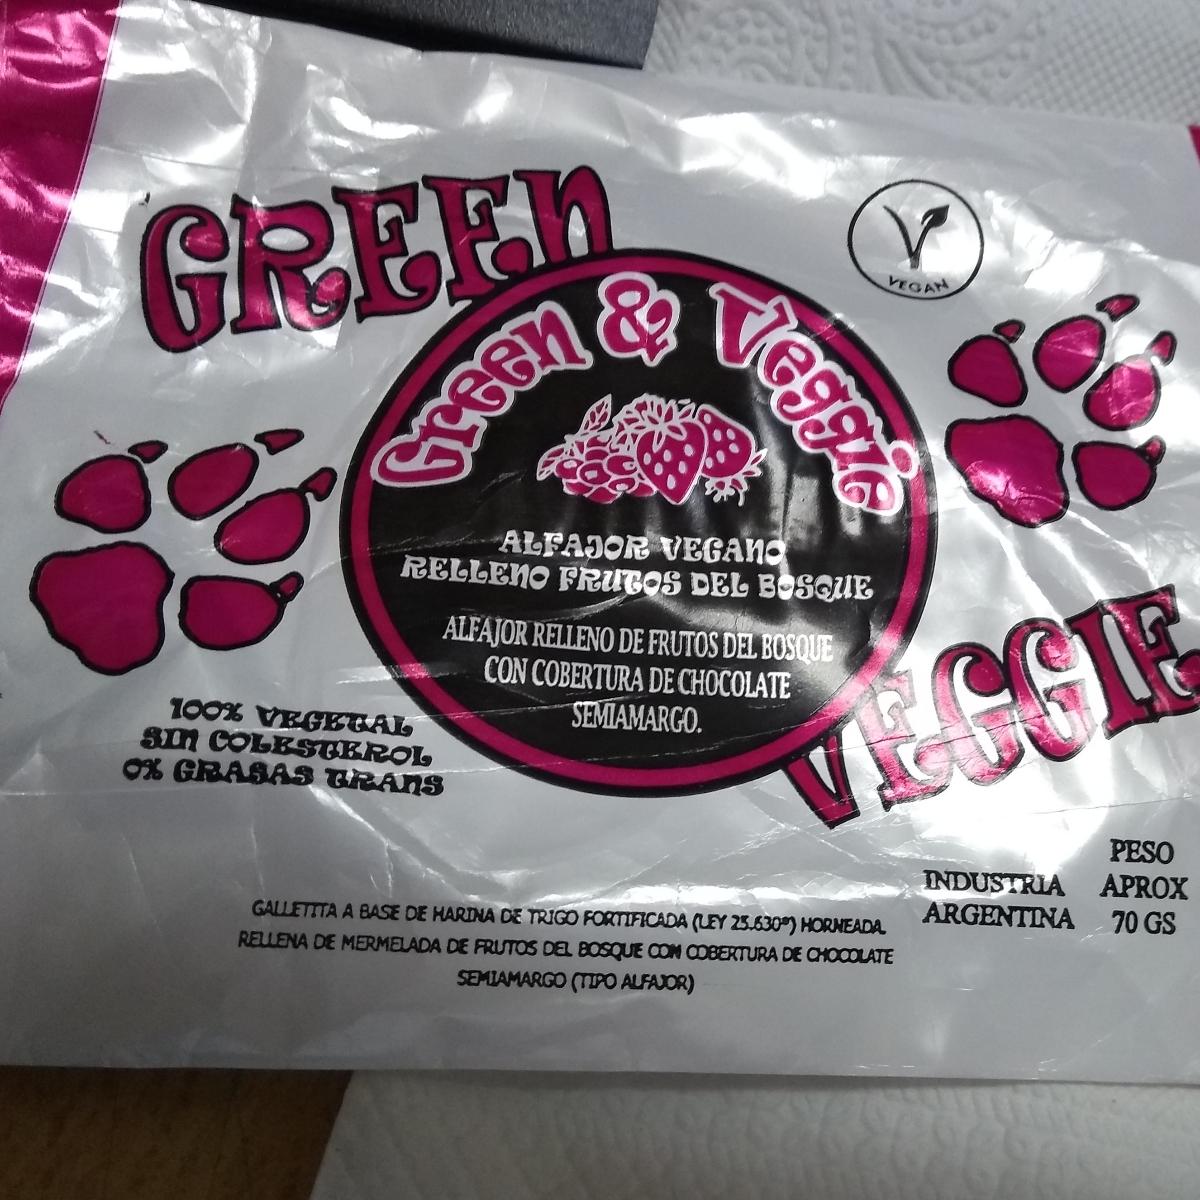 GREEN
VEGAN
Green & Veggie
ALFAJOR VEGANO
RELLENO FRUTOS DEL BOSQUE
ALFAJOR RELLENO DE FRUTOS DEL BOSQUE
CON COBERTURA DE CHOCOLATE
SEMIAMARGO.
VEGGIE
100% VEGETAL
SIN COLESTEROL
0% GRASAS TRANS
INDUSTRIA
ARGENTINA
PESO
APROX
70 GS
GALLETTTA A BASE DE HARINA DE TRIGO FORTIFICADA (LEY 25.630º) HORNEADA.
RELLENA DE MERMELADA DE FRUTOS DEL BOSQUE CON COBERTURA DE CHOCOLATE
SEMIAMARGO (TIPO ALFAJOR)